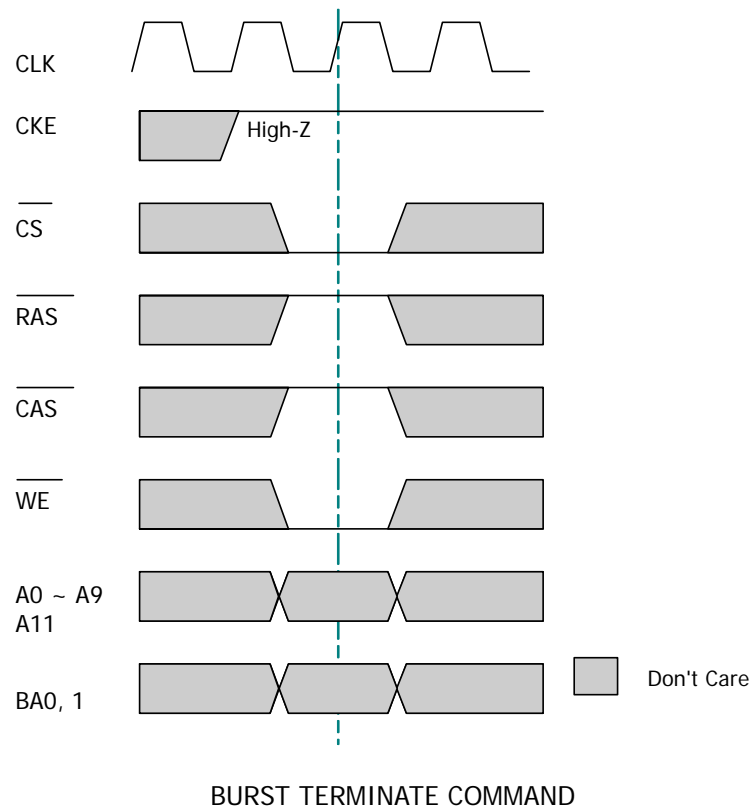 CLK
CKE
High-Z
CS
RAS
CAS
WE
A0 ~ A9
A11
BA0, 1
Don't Care
BURST TERMINATE COMMAND